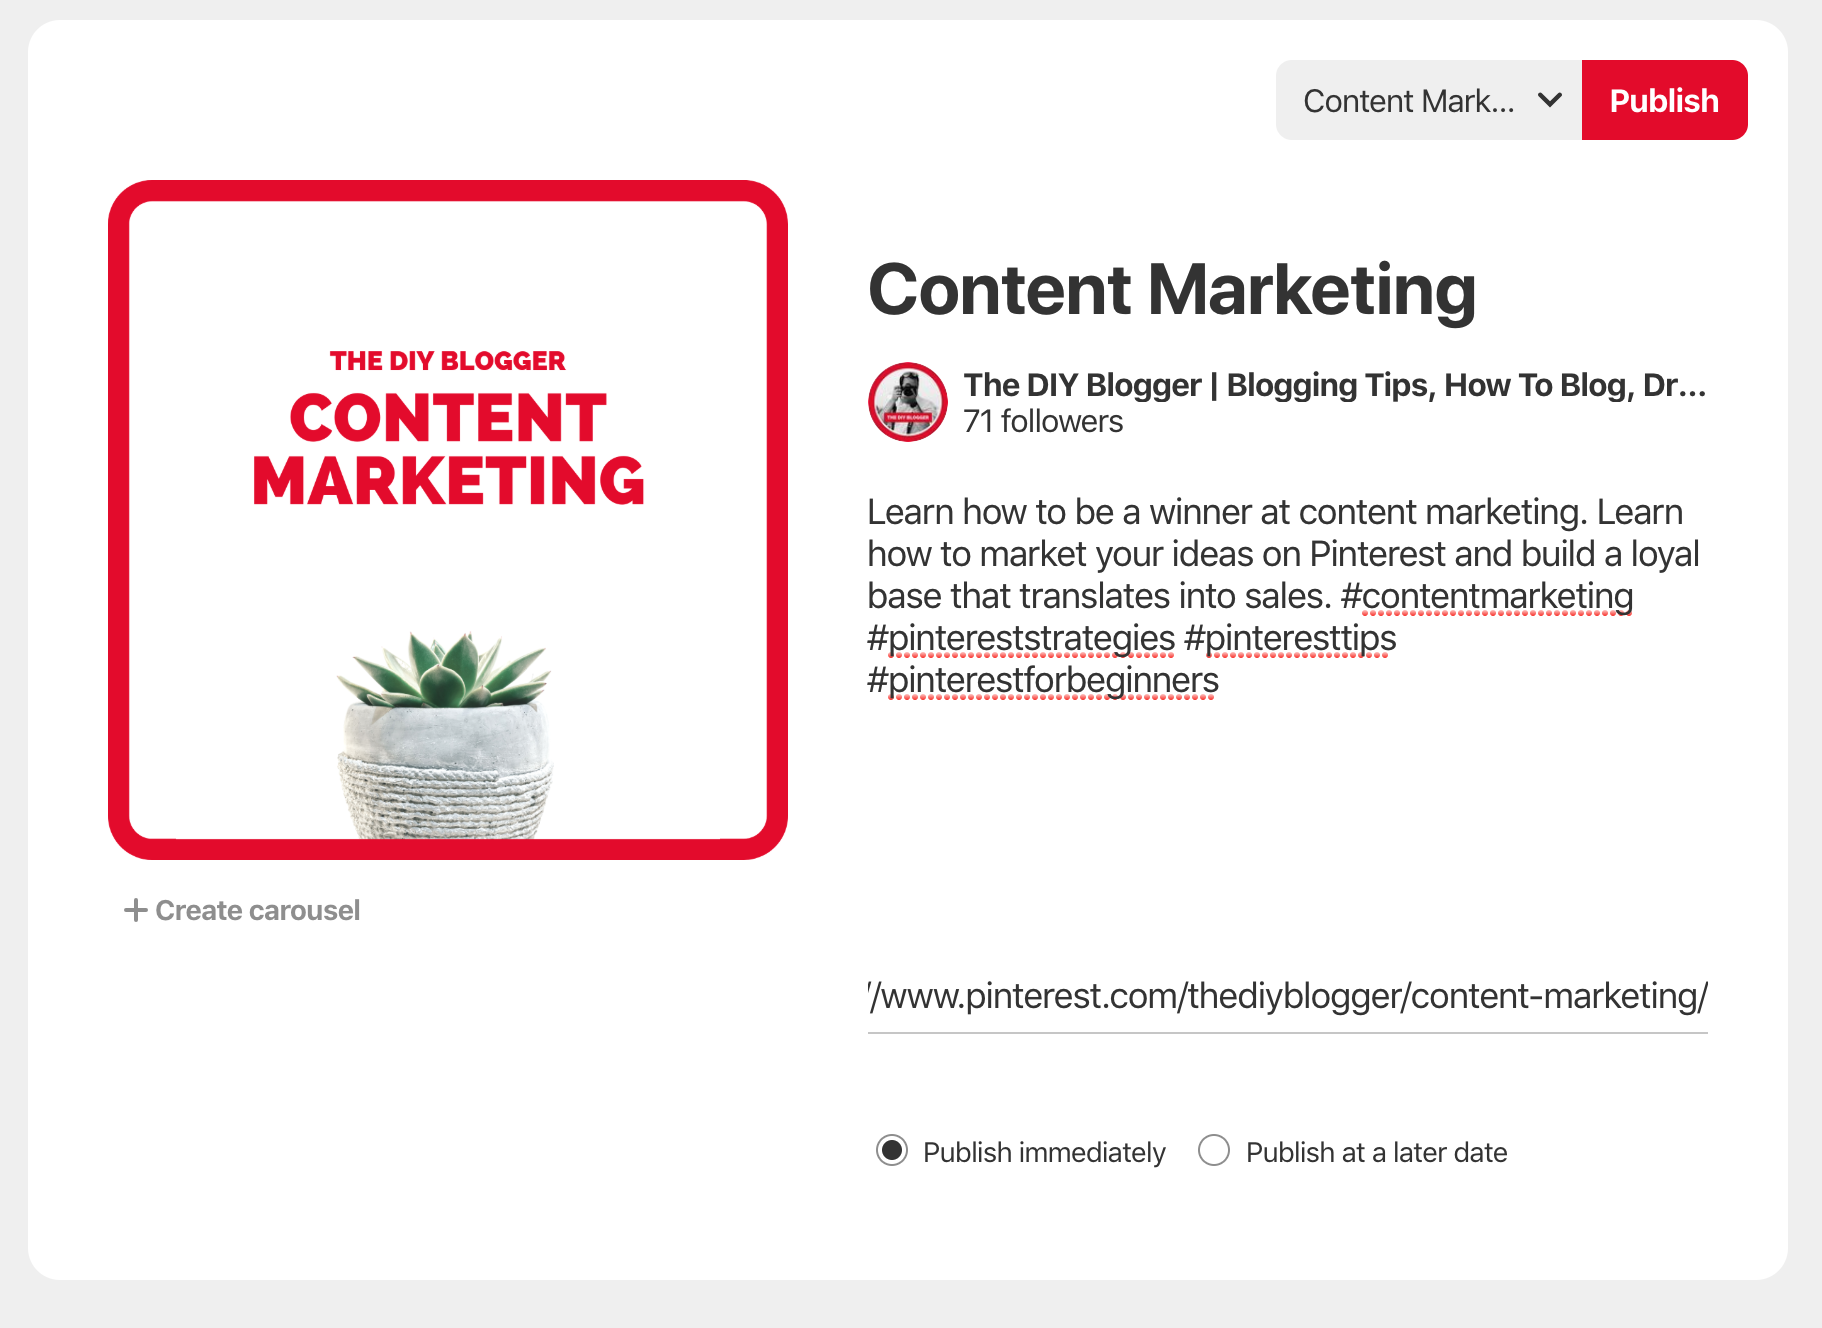 Content Mark...
Publish
THE DIY BLOGGER
CONTENT
MARKETING
Create carousel
Content Marketing
THE DIY BLOGGER
The DIY Blogger | Blogging Tips, How To Blog, Dr...
71 followers
Learn how to be a winner at content marketing. Learn
how to market your ideas on Pinterest and build a loyal
base that translates into sales. #contentmarketing
#pintereststrategies #pinteresttips
#pinterestforbeginners
//www.pinterest.com/thediyblogger/content-marketing/
Publish immediately
Publish at a later date